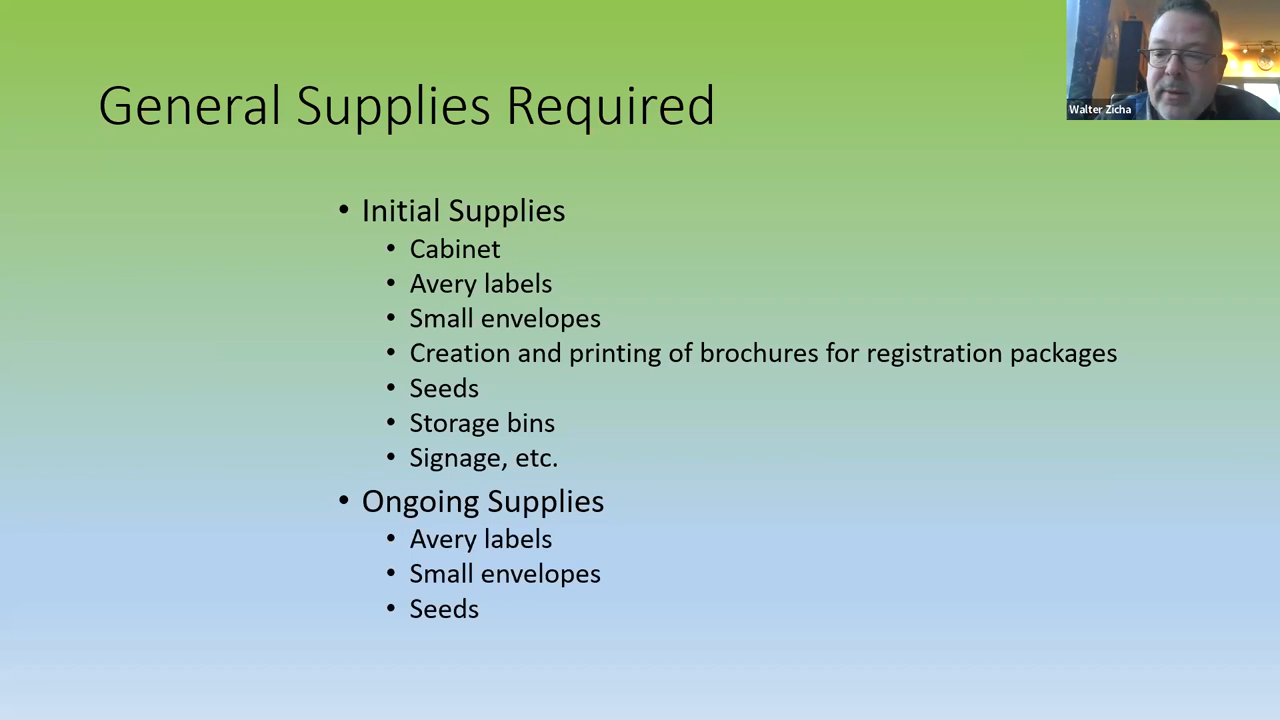 General Supplies Required
Walter Zicha
• Initial Supplies
• Cabinet
• Avery labels
• Small envelopes
• Creation and printing of brochures for registration packages
• Seeds
• Storage bins
• Signage, etc.
• Ongoing Supplies
• Avery labels
• Small envelopes
• Seeds